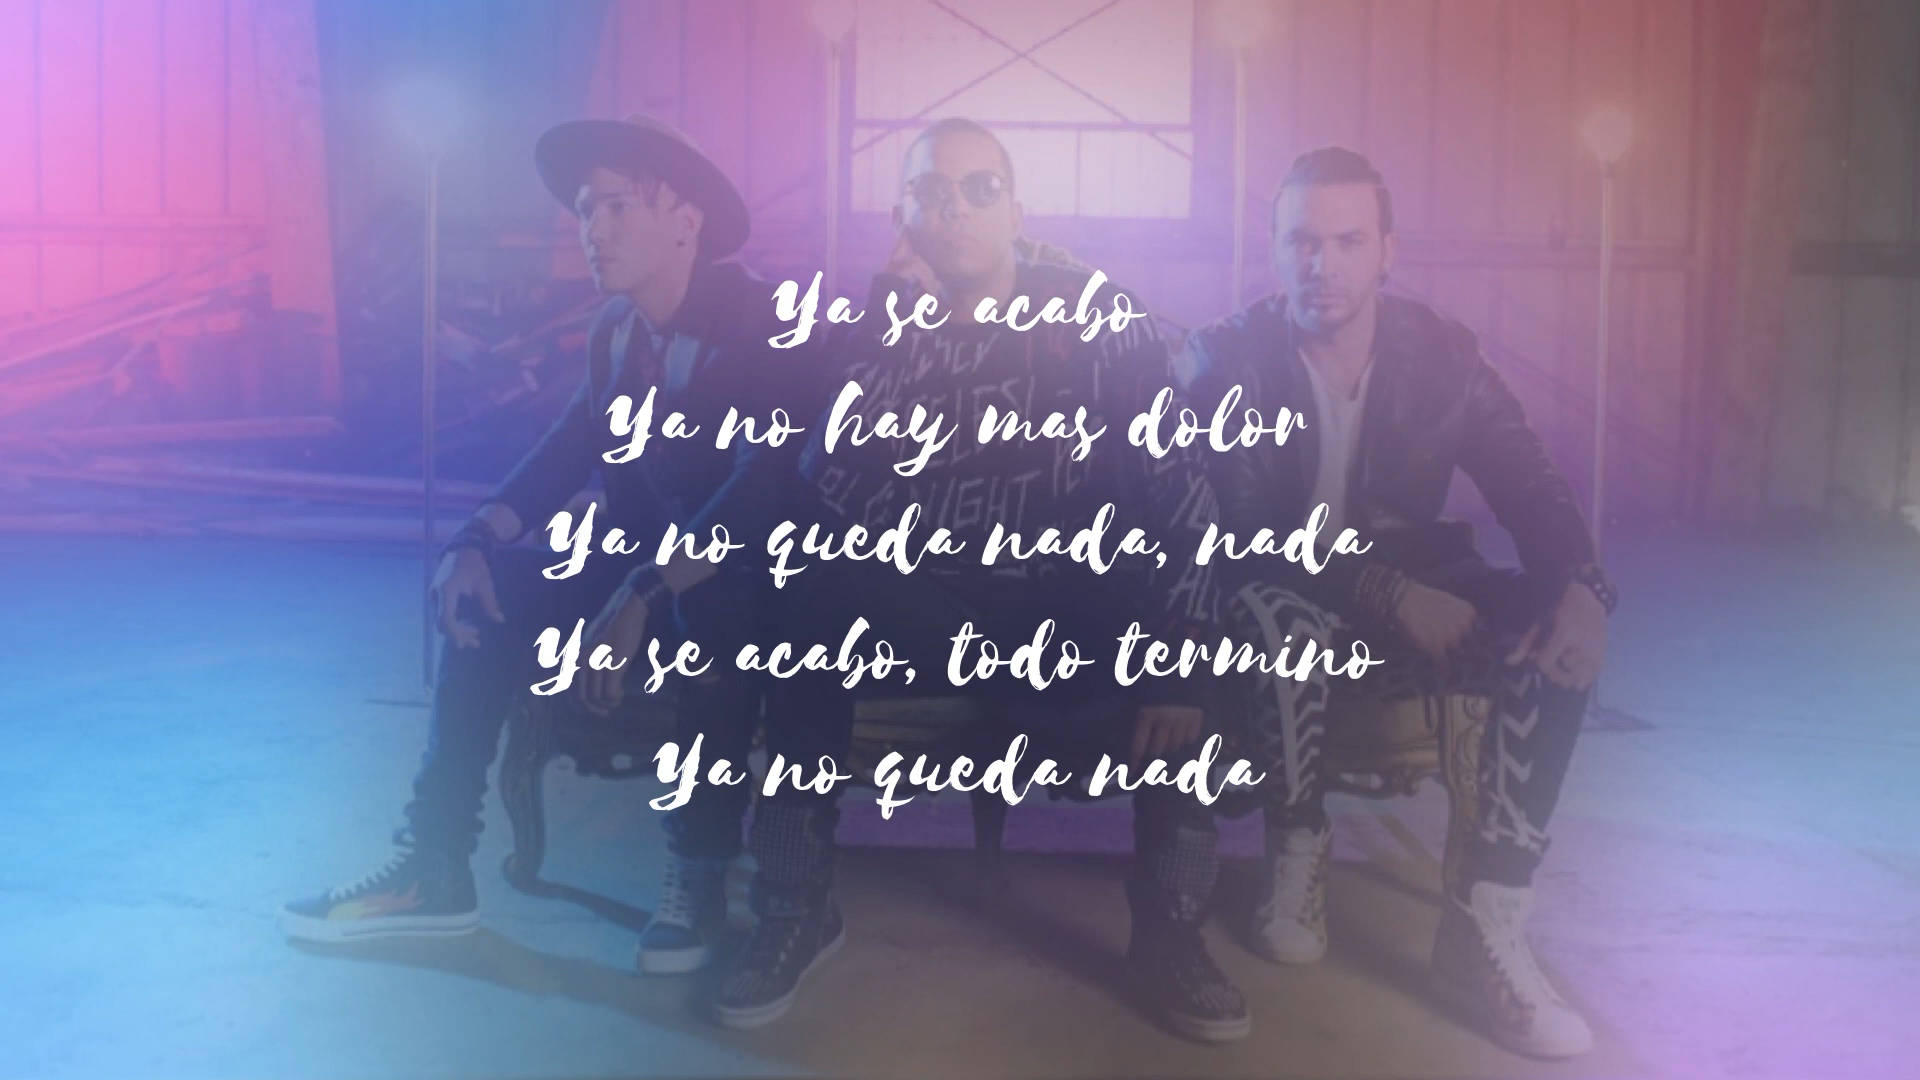 Ya se acabo
Ya no hay mas dolor
Ya no queda nada, nada
Ya se acabo, todo termino
Ya no queda nada
NIGHT